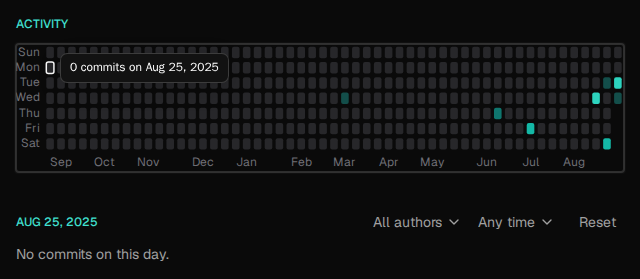 ACTIVITY
Sun
Mon 0 commits on Aug 25, 2025
Tue
Wed
Thu
Fri
Sat
Sep Oct Nov Dec Jan Feb Mar Apr May Jun Jul Aug
AUG 25, 2025 All authors Any time Reset
No commits on this day.